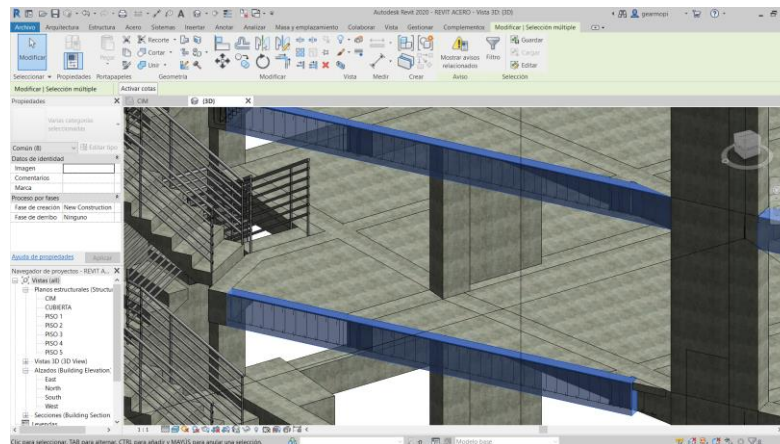 Autodesk Revit 2020 - REVIT ACERO - Vista 3D: {3D}
gearmopi
Archivo Arquitectura Estructura Acero Sistemas Insertar Anotar Analizar Masa y emplazamiento Colaborar Vista Gestionar Complementos Modificar | Selección múltiple
Modificar Pegar Recorte Cortar Unir Mostrar avisos relacionados Filtro Guardar Cargar Editar
Seleccionar Propiedades Portapapeles Geometría Modificar Vista Medir Crear Aviso Selección
Modificar | Selección múltiple Activar cotas
Propiedades X
CIM {3D} X
Varias categorías
seleccionadas
Común (8) Editar tipo
Datos de identidad
Imagen
Comentarios
Marca
Proceso por fases
Fase de creación New Construction
Fase de derribo Ninguno
Ayuda de propiedades Aplicar
Navegador de proyectos - REVIT A... X
Vistas (all)
Planos estructurales (Structu
CIM
CUBIERTA
PISO 1
PISO 2
PISO 3
PISO 4
PISO 5
Vistas 3D (3D View)
Alzados (Building Elevation
East
North
South
West
Secciones (Building Section
Leyendas
1:1
Clic para seleccionar, TAB para alternar, CTRL para añadir y MAYÚS para anular una selección.
:0
Modelo base